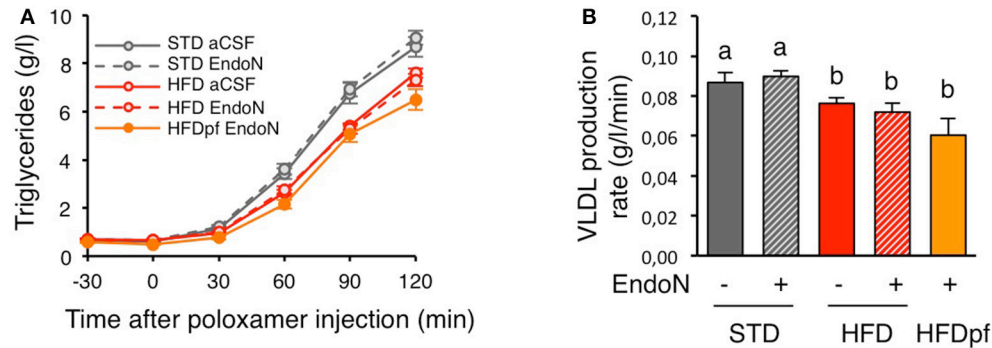 A
Triglycerides (g/l)
10
8
6
4
2
0
STD aCSF
STD EndoN
HFD aCSF
HFD EndoN
HFDpf EndoN
-30 0 30 60 90 120
Time after poloxamer injection (min)
B
VLDL production
rate (g/l/min)
0,12
0,10
0,08
0,06
0,04
0,02
0,00
a a b b b
EndoN - + - + +
STD HFD HFDpf